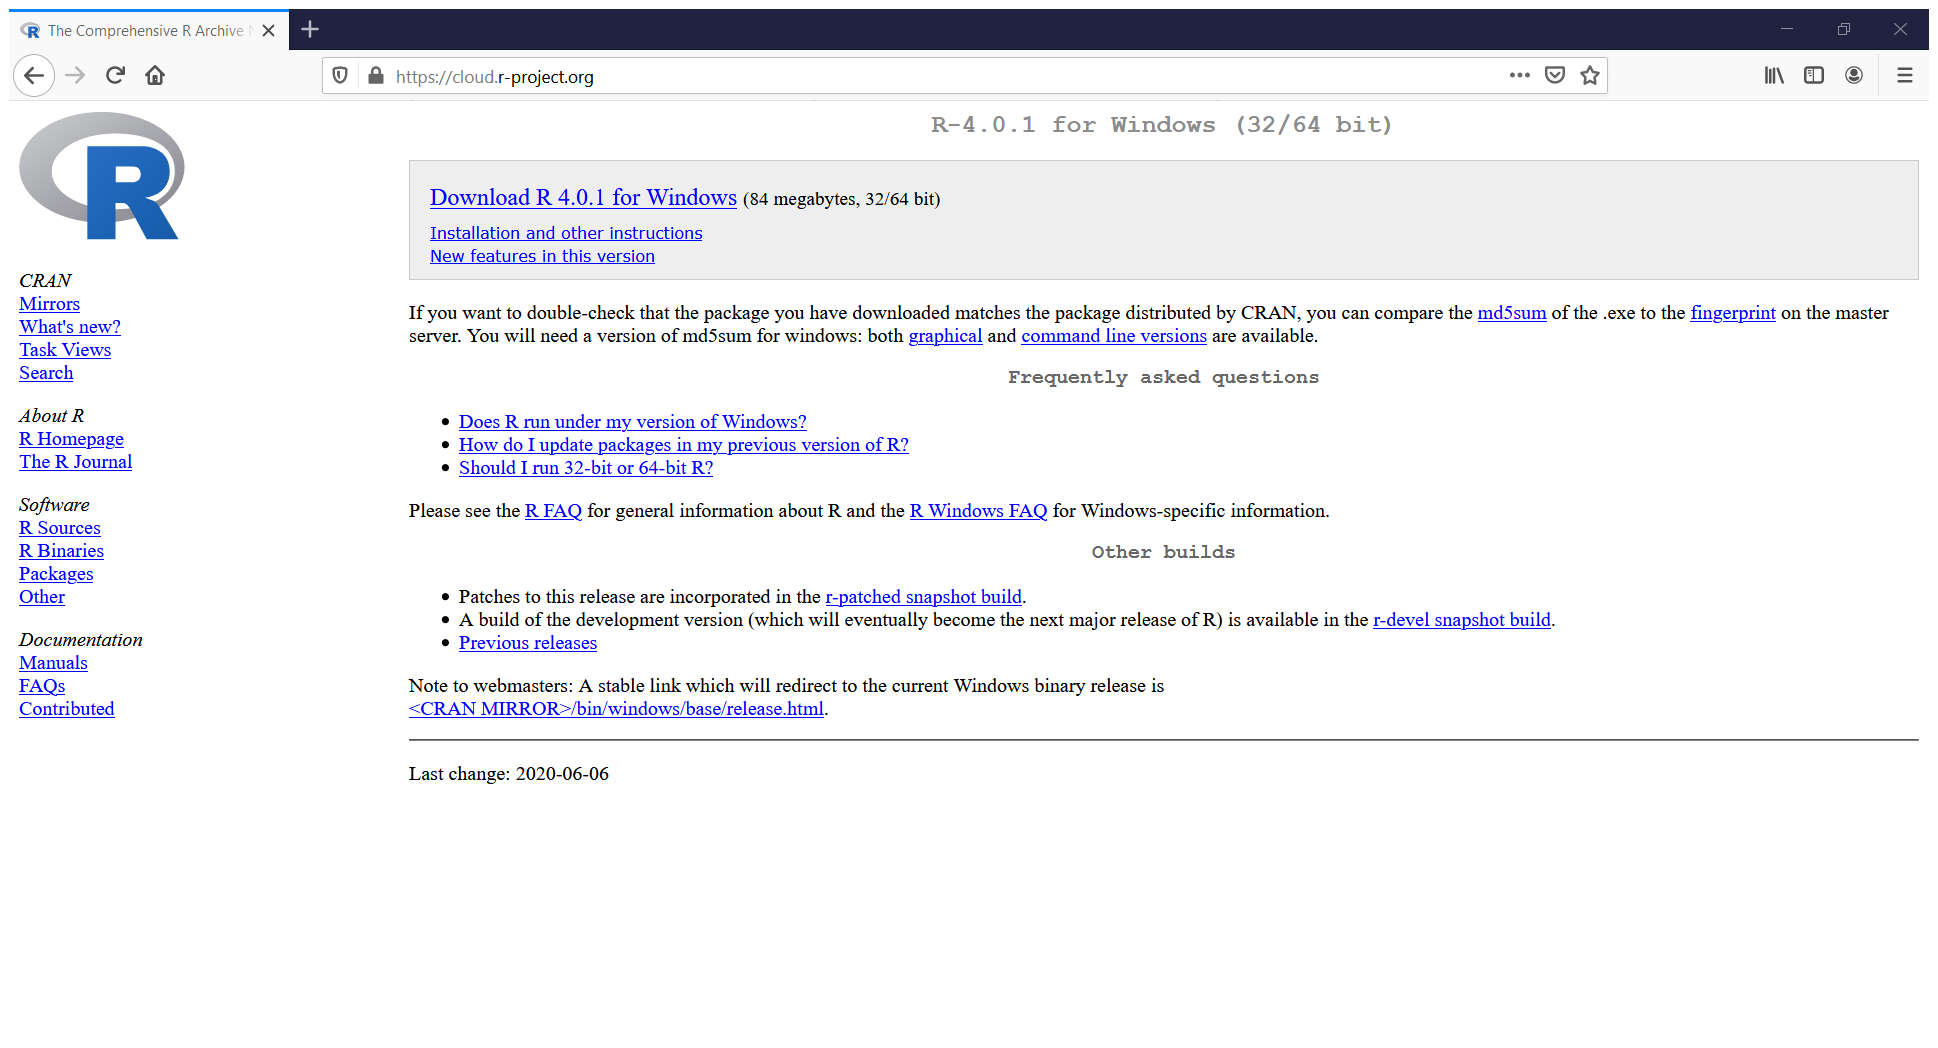 The Comprehensive R Archive
https://cloud.r-project.org
R
CRAN
Mirrors
What's new?
Task Views
Search
About R
R Homepage
The R Journal
Software
R Sources
R Binaries
Packages
Other
Documentation
Manuals
FAQs
Contributed
R-4.0.1 for Windows (32/64 bit)
Download R 4.0.1 for Windows (84 megabytes, 32/64 bit)
Installation and other instructions
New features in this version
If you want to double-check that the package you have downloaded matches the package distributed by CRAN, you can compare the md5sum of the .exe to the fingerprint on the master
server. You will need a version of md5sum for windows: both graphical and command line versions are available.
Frequently asked questions
Does R run under my version of Windows?
How do I update packages in my previous version of R?
Should I run 32-bit or 64-bit R?
Please see the R FAQ for general information about R and the R Windows FAQ for Windows-specific information.
Other builds
Patches to this release are incorporated in the r-patched snapshot build.
A build of the development version (which will eventually become the next major release of R) is available in the r-devel snapshot build.
Previous releases
Note to webmasters: A stable link which will redirect to the current Windows binary release is
<CRAN MIRROR>/bin/windows/base/release.html.
Last change: 2020-06-06